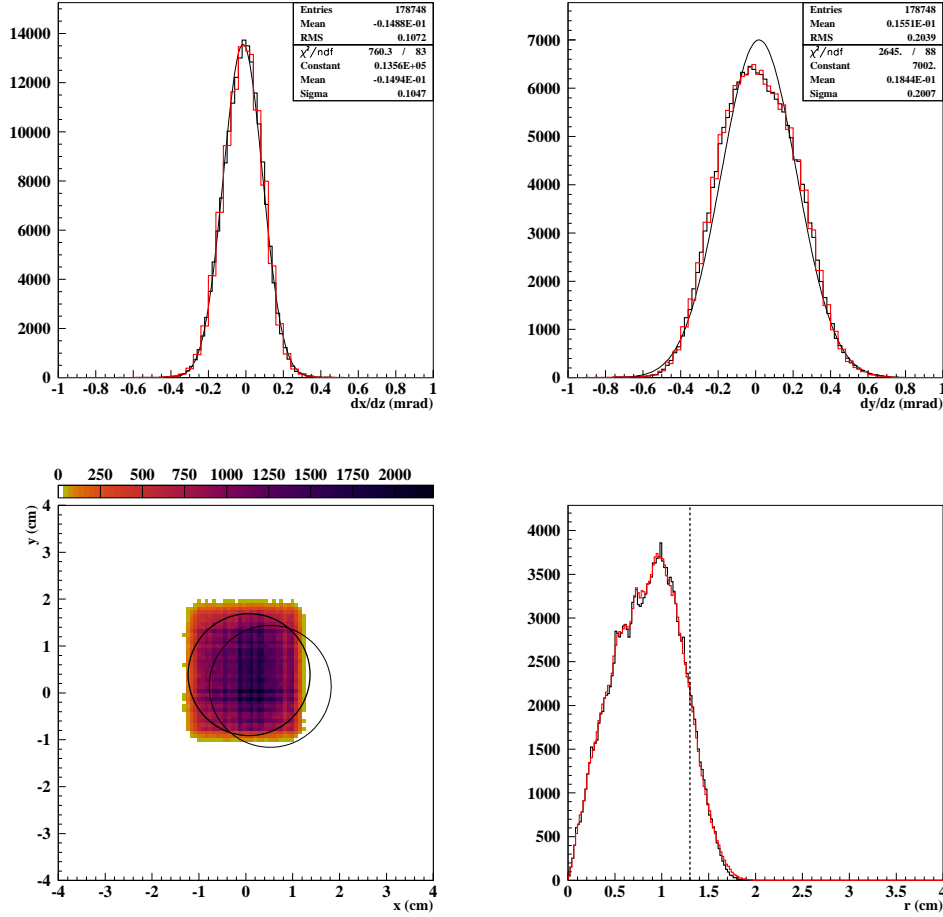 Entries 178748
Mean -0.1488E-01
RMS 0.1072
χ²/ndf 760.3 / 83
Constant 0.1356E+05
Mean -0.1494E-01
Sigma 0.1047
14000
12000
10000
8000
6000
4000
2000
0
-1 -0.8 -0.6 -0.4 -0.2 0 0.2 0.4 0.6 0.8 1
dx/dz (mrad)
Entries 178748
Mean 0.1551E-01
RMS 0.2039
χ²/ndf 2645. / 88
Constant 7002.
Mean 0.1844E-01
Sigma 0.2007
7000
6000
5000
4000
3000
2000
1000
0
-1 -0.8 -0.6 -0.4 -0.2 0 0.2 0.4 0.6 0.8 1
dy/dz (mrad)
0 250 500 750 1000 1250 1500 1750 2000
y (cm)
4
3
2
1
0
-1
-2
-3
-4
-4 -3 -2 -1 0 1 2 3 4
x (cm)
4000
3500
3000
2500
2000
1500
1000
500
0
0 0.5 1 1.5 2 2.5 3 3.5 4
r (cm)